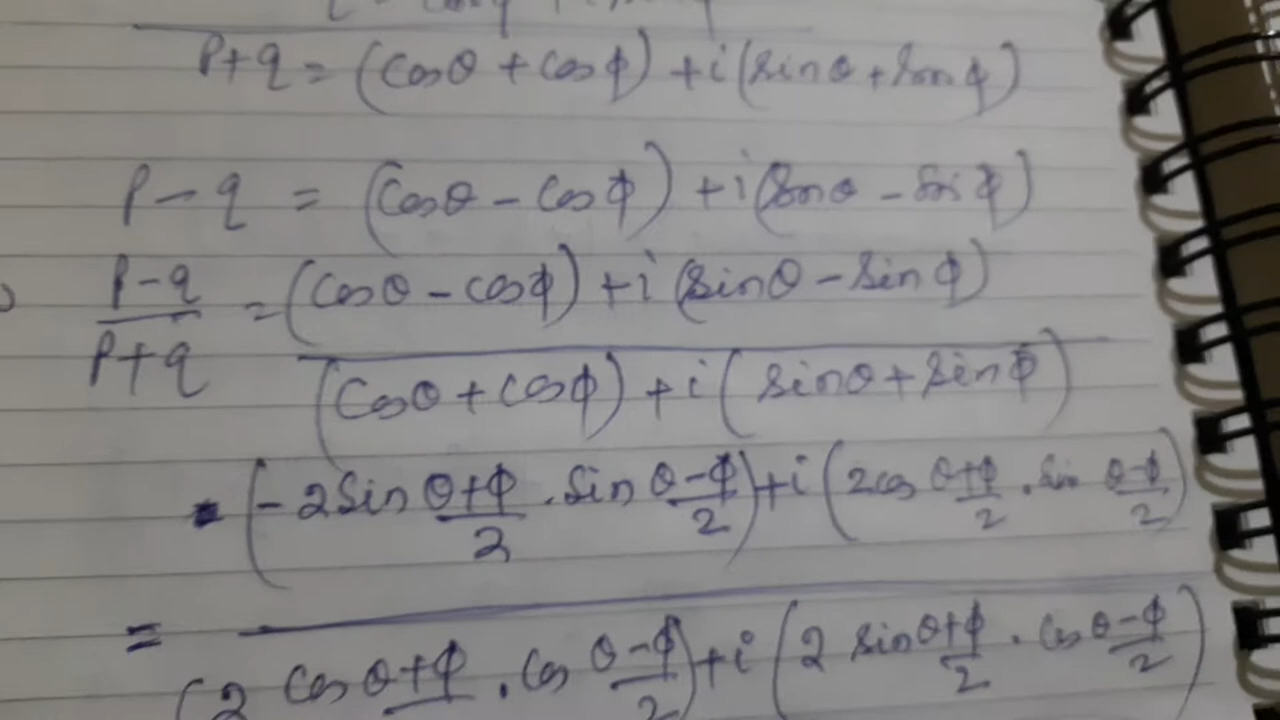 p+q = (cosθ + cosϕ) + i(sinθ + sinϕ)
p-q = (cosθ - cosϕ) + i(sinθ - sinϕ)
p-q = (cosθ - cosϕ) + i(sinθ - sinϕ)
p+q (cosθ + cosϕ) + i(sinθ + sinϕ)
(-2sin θ+ϕ/2 . sin θ-ϕ/2) + i(2cos θ+ϕ/2 . sin θ-ϕ/2)
=
(2 cos θ+ϕ . cos θ-ϕ/2) + i(2 sin θ+ϕ/2 . cos θ-ϕ/2)